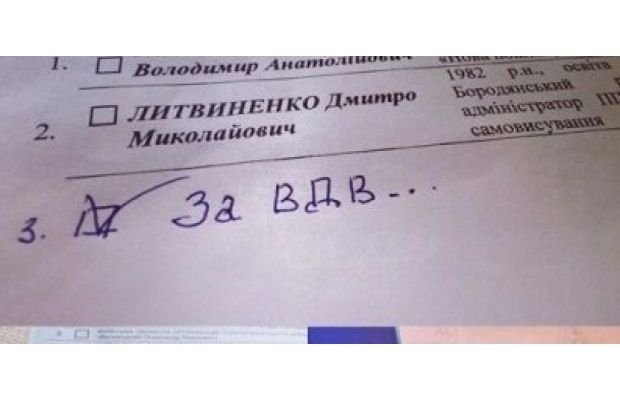 1. Володимир Анатолійович
1982 р.н., освіта
2. ЛИТВИНЕНКО Дмитро
Миколайович
Бородянський
адміністратор
самовисування
3. За ВДВ...